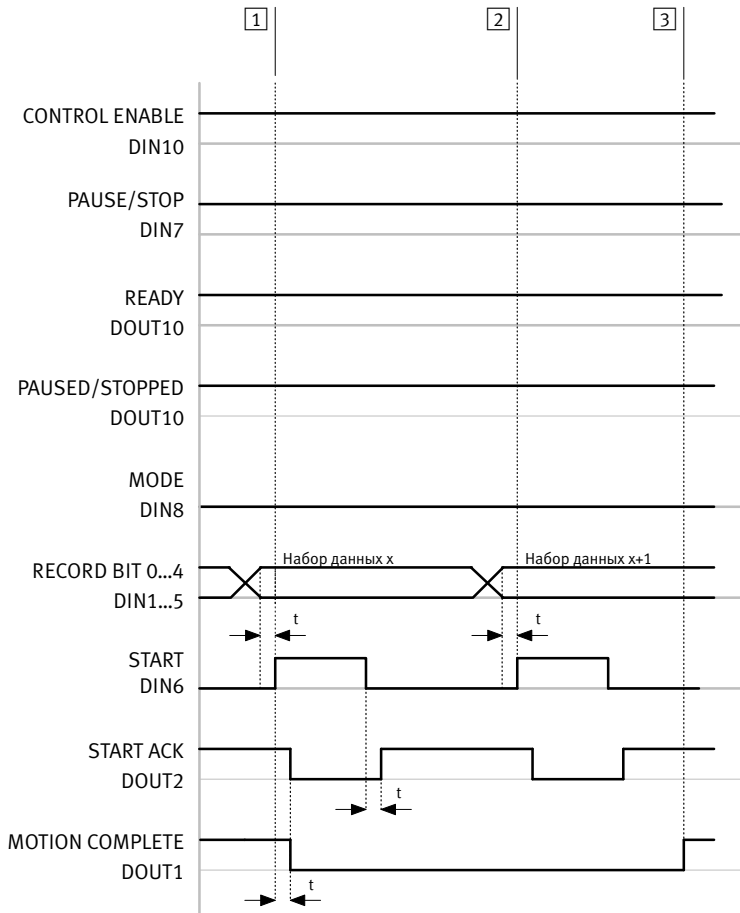 1 2 3
CONTROL ENABLE
DIN10
PAUSE/STOP
DIN7
READY
DOUT10
PAUSED/STOPPED
DOUT10
MODE
DIN8
Набор данных x Набор данных x+1
RECORD BIT 0...4
DIN1...5
t t
START
DIN6
START ACK
DOUT2
t
MOTION COMPLETE
DOUT1
t